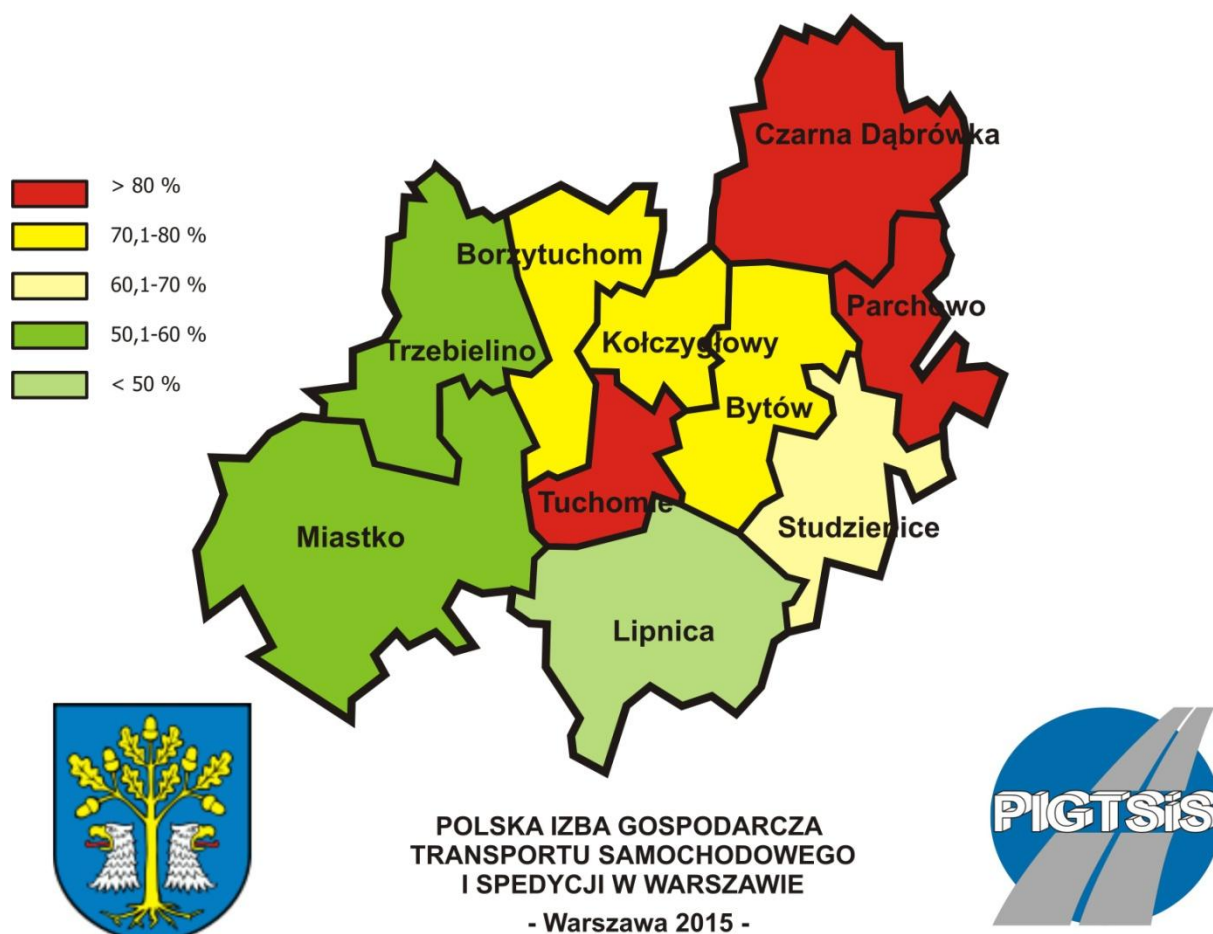 Czarna Dąbrówka
> 80 %
70,1-80 %
Borzytuchom
60,1-70 %
Parchowo
50,1-60 %
Trzebielino
Kołczygłowy
< 50 %
Bytów
Tuchomie
Studzienice
Miastko
Lipnica
PIGTSiS
POLSKA IZBA GOSPODARCZA
TRANSPORTU SAMOCHODOWEGO
I SPEDYCJI W WARSZAWIE
- Warszawa 2015 -